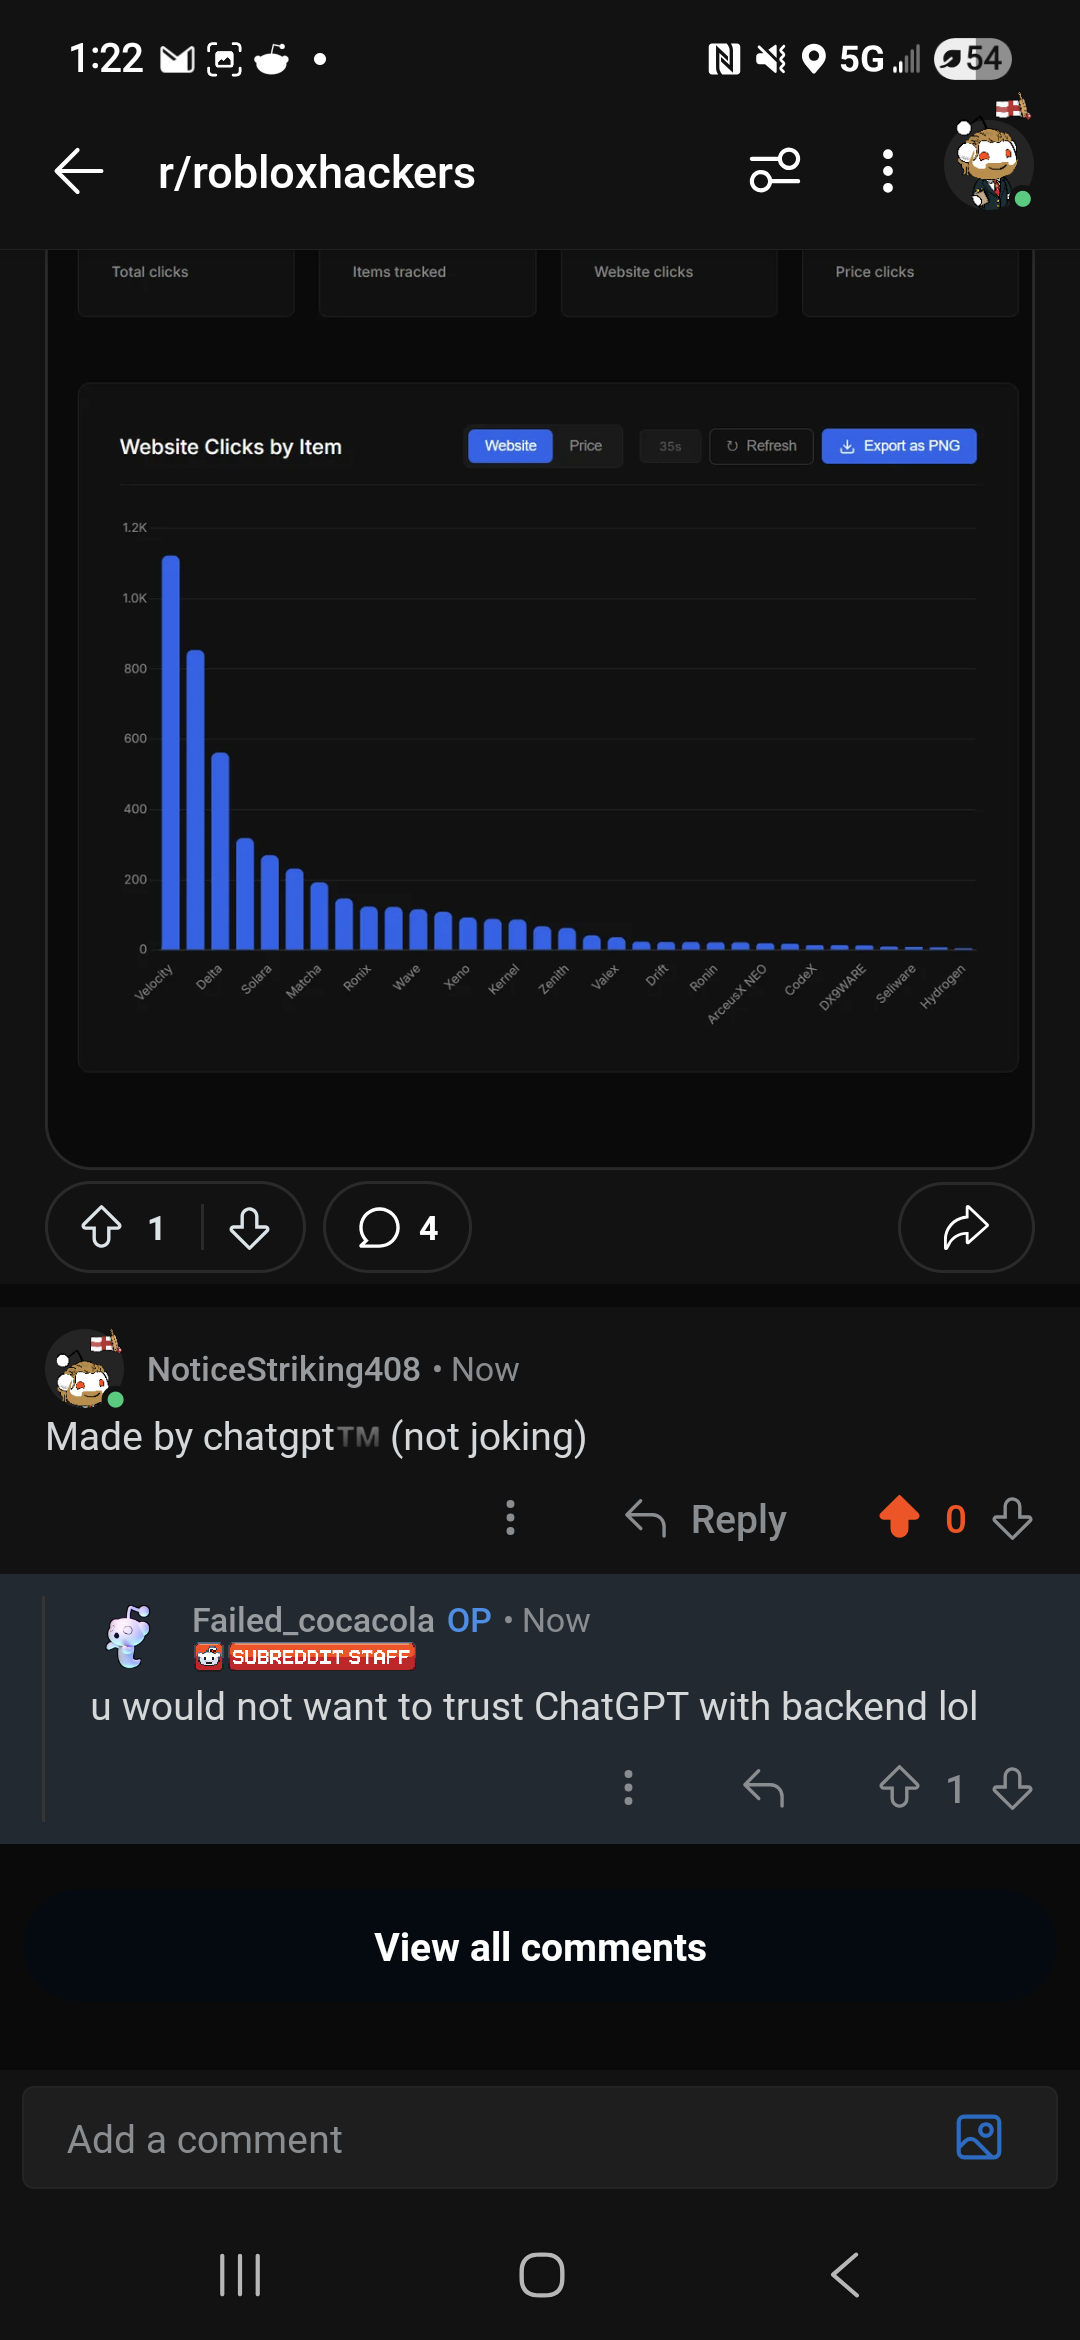 1:22
5G
54
r/robloxhackers
Total clicks
Items tracked
Website clicks
Price clicks
Website Clicks by Item
Website
Price
35s
Refresh
Export as PNG
1.2K
1.0K
800
600
400
200
0
Velocity
Delta
Solara
Matcha
Ronix
Wave
Xeno
Kernel
Zenith
Valex
Drift
Ronin
ArceusX NEO
CodeX
DX9WARE
Seliware
Hydrogen
1
4
NoticeStriking408 • Now
Made by chatgpt™ (not joking)
Reply
0
Failed_cocacola OP • Now
SUBREDDIT STAFF
u would not want to trust ChatGPT with backend lol
1
View all comments
Add a comment